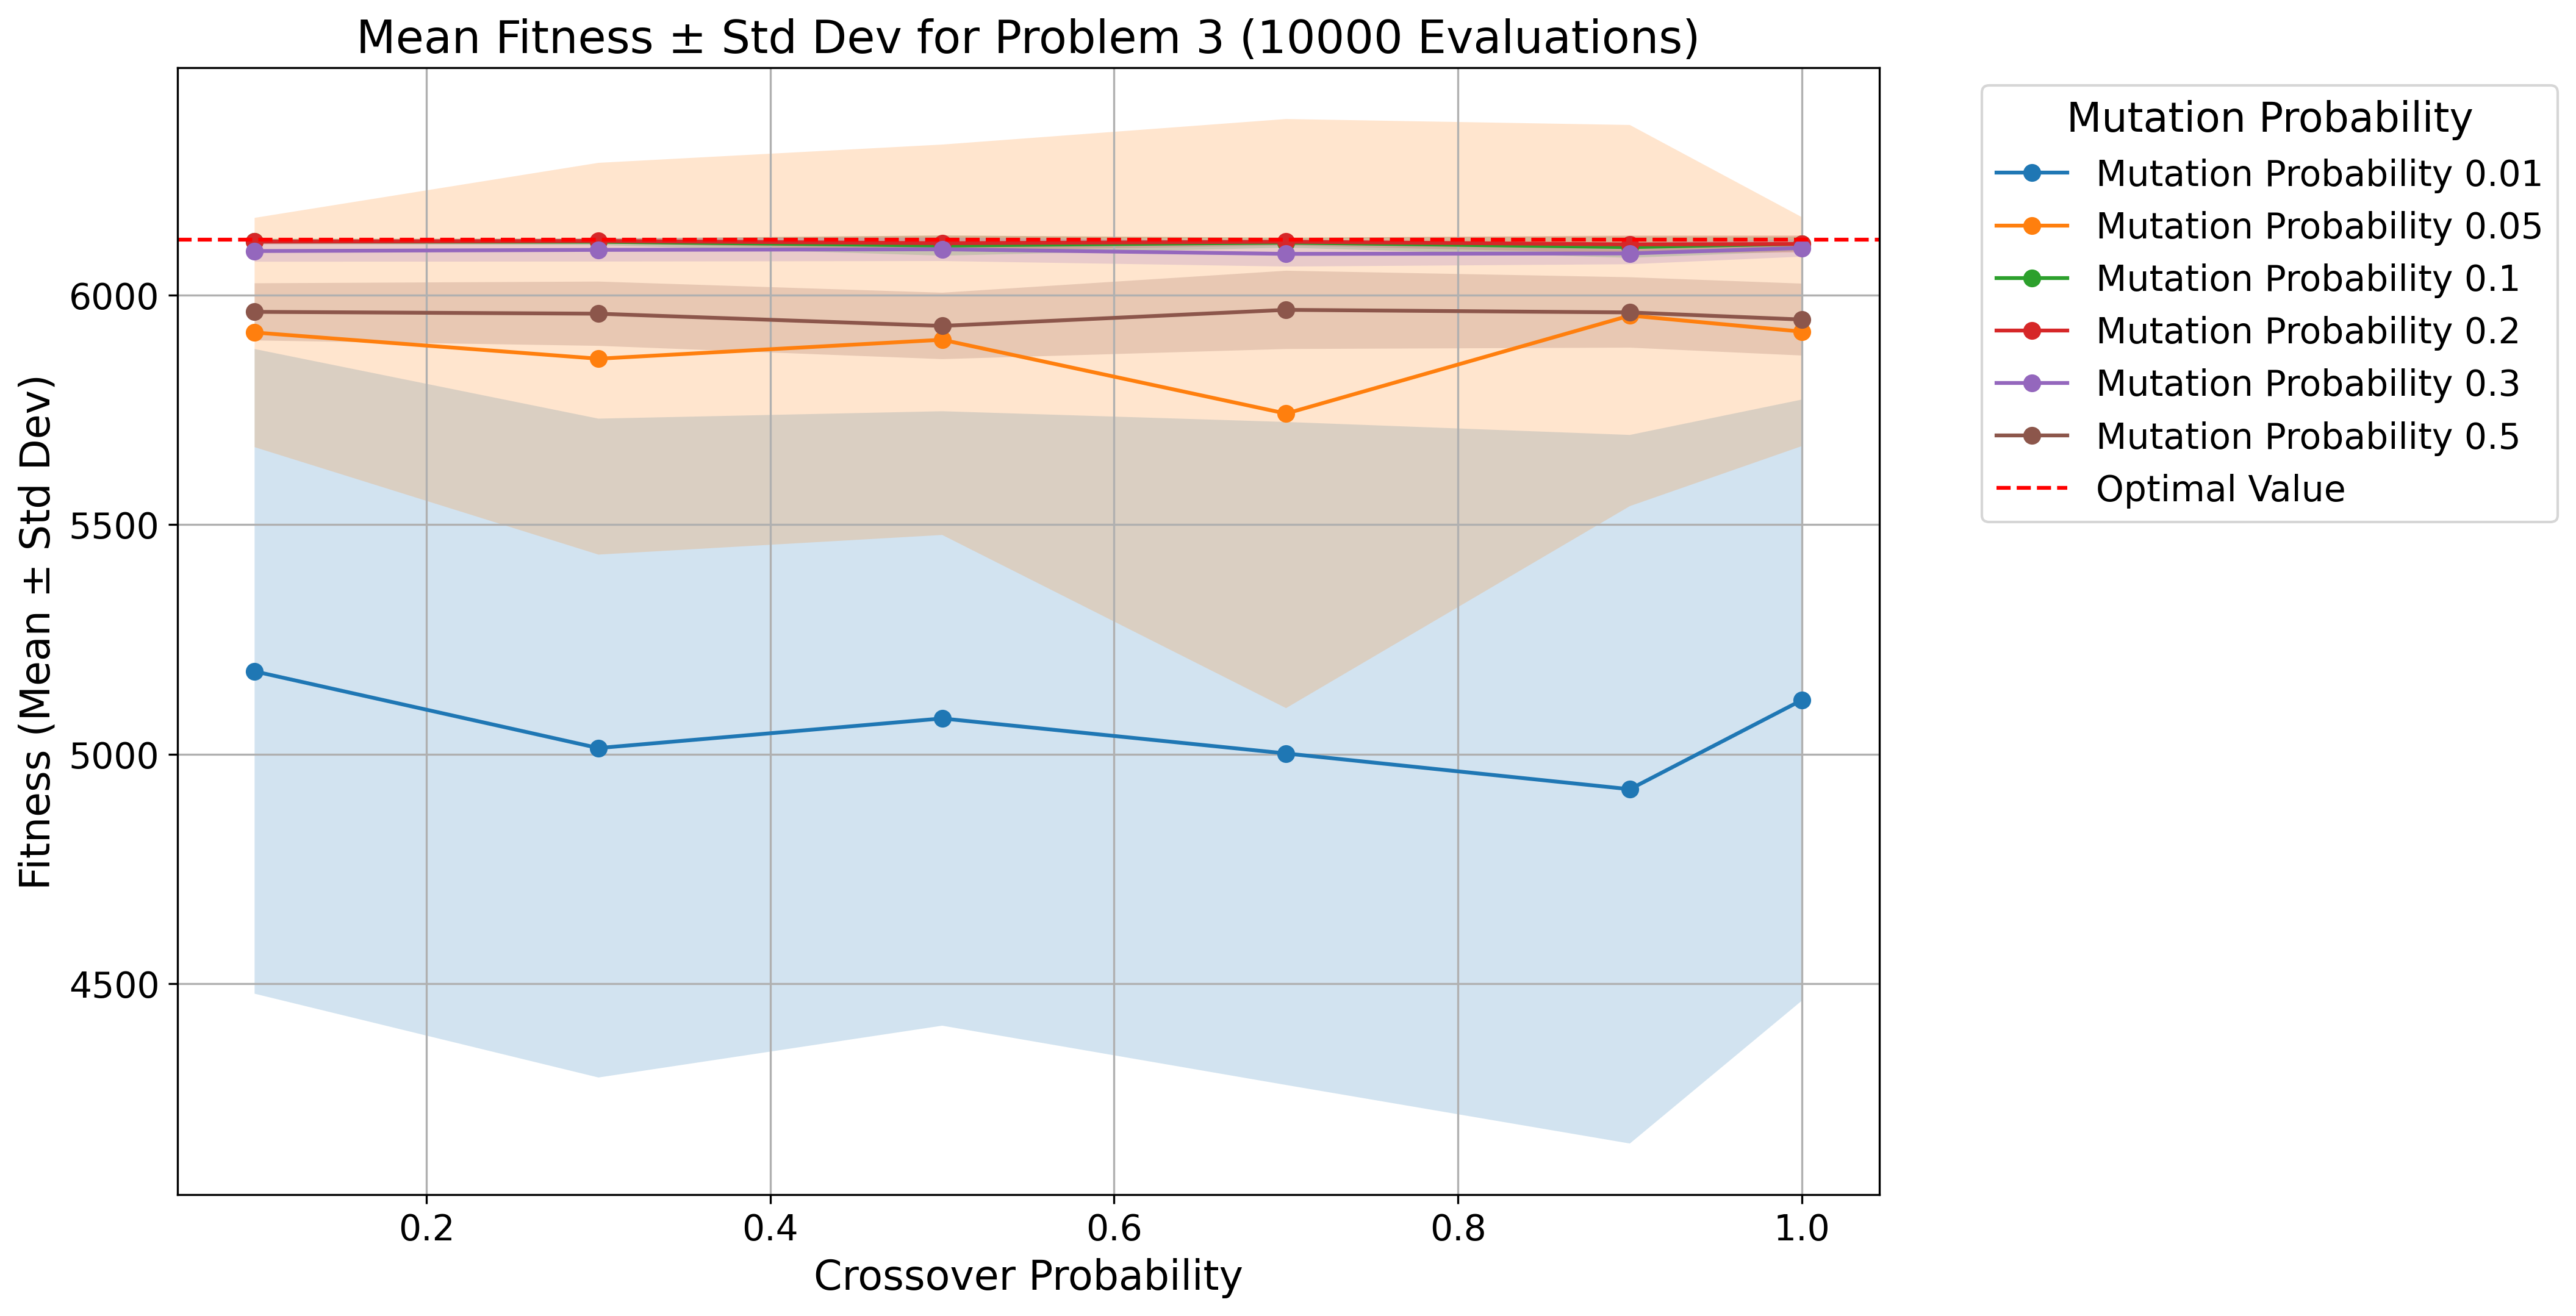 Mean Fitness ± Std Dev for Problem 3 (10000 Evaluations)
Fitness (Mean ± Std Dev)
6000
5500
5000
4500
0.2
0.4
0.6
0.8
1.0
Crossover Probability
Mutation Probability
Mutation Probability 0.01
Mutation Probability 0.05
Mutation Probability 0.1
Mutation Probability 0.2
Mutation Probability 0.3
Mutation Probability 0.5
Optimal Value